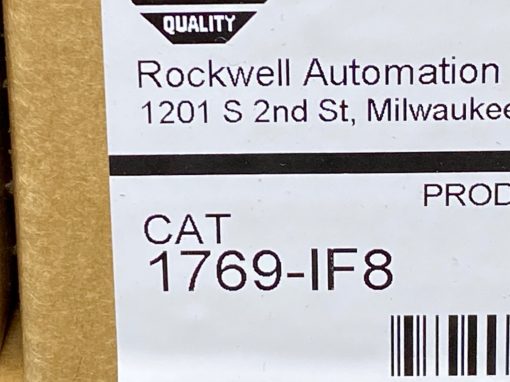 QUALITY
Rockwell Automation
1201 S 2nd St, Milwaukee
PROD
CAT
1769-IF8